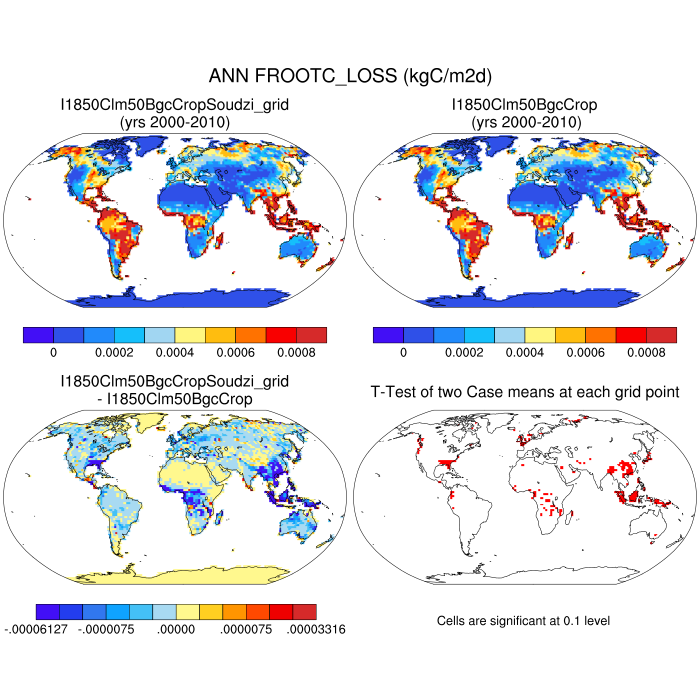 ANN FROOTC_LOSS (kgC/m2d)
I1850Clm50BgcCropSoudzi_grid
(yrs 2000-2010)
I1850Clm50BgcCrop
(yrs 2000-2010)
0 0.0002 0.0004 0.0006 0.0008
0 0.0002 0.0004 0.0006 0.0008
I1850Clm50BgcCropSoudzi_grid
- I1850Clm50BgcCrop
T-Test of two Case means at each grid point
-.00006127 -.0000075 .00000 .0000075 .00003316
Cells are significant at 0.1 level